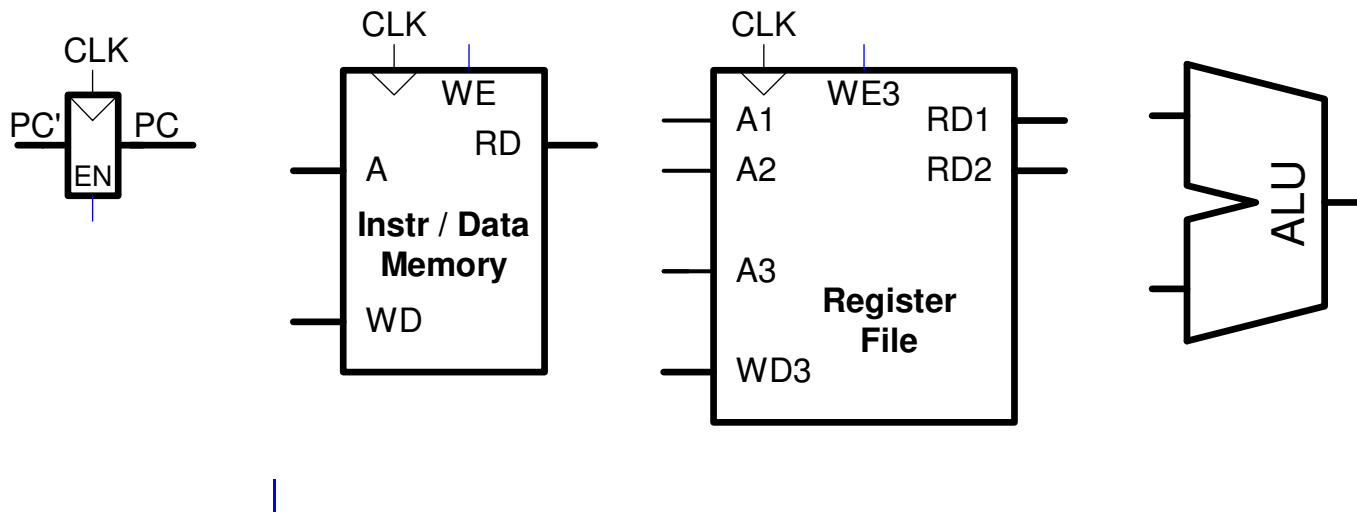 CLK
PC'
PC
EN
CLK
WE
RD
A
Instr / Data
Memory
WD
CLK
WE3
A1
RD1
A2
RD2
A3
Register
File
WD3
ALU